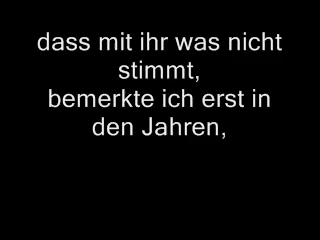 dass mit ihr was nicht
stimmt,
bemerkte ich erst in
den Jahren,